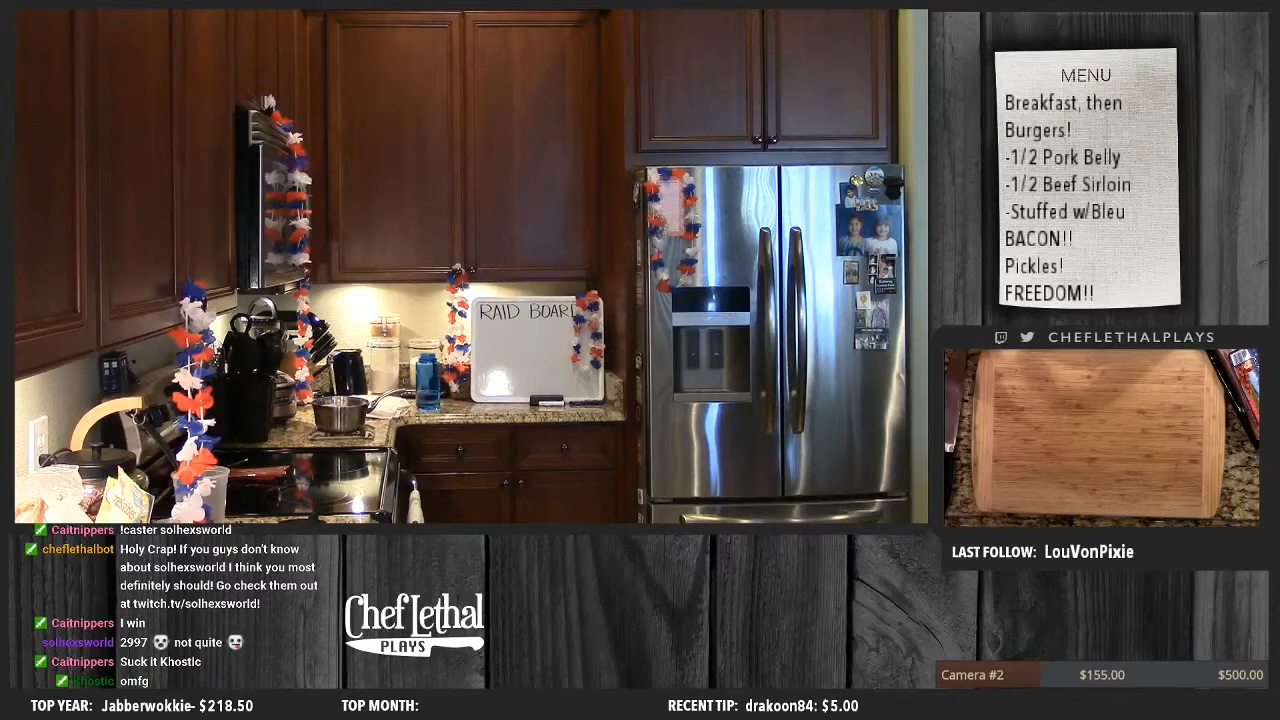 MENU
Breakfast, then
Burgers!
-1/2 Pork Belly
-1/2 Beef Sirloin
-Stuffed w/Bleu
BACON!!
Pickles!
FREEDOM!!
RAID BOARD
CHEFLETHALPLAYS
Caitnippers !caster solhexsworld
cheflethalbot Holy Crap! If you guys don't know
about solhexsworld I think you most
definitely should! Go check them out
at twitch.tv/solhexsworld!
Caitnippers I win
solhexsworld 2997 not quite
Caitnippers Suck it Khostic
Khostic omfg
Chef Lethal
PLAYS
LAST FOLLOW: LouVonPixie
Camera #2 $155.00 $500.00
TOP YEAR: Jabberwokkie- $218.50
TOP MONTH:
RECENT TIP: drakoon84: $5.00